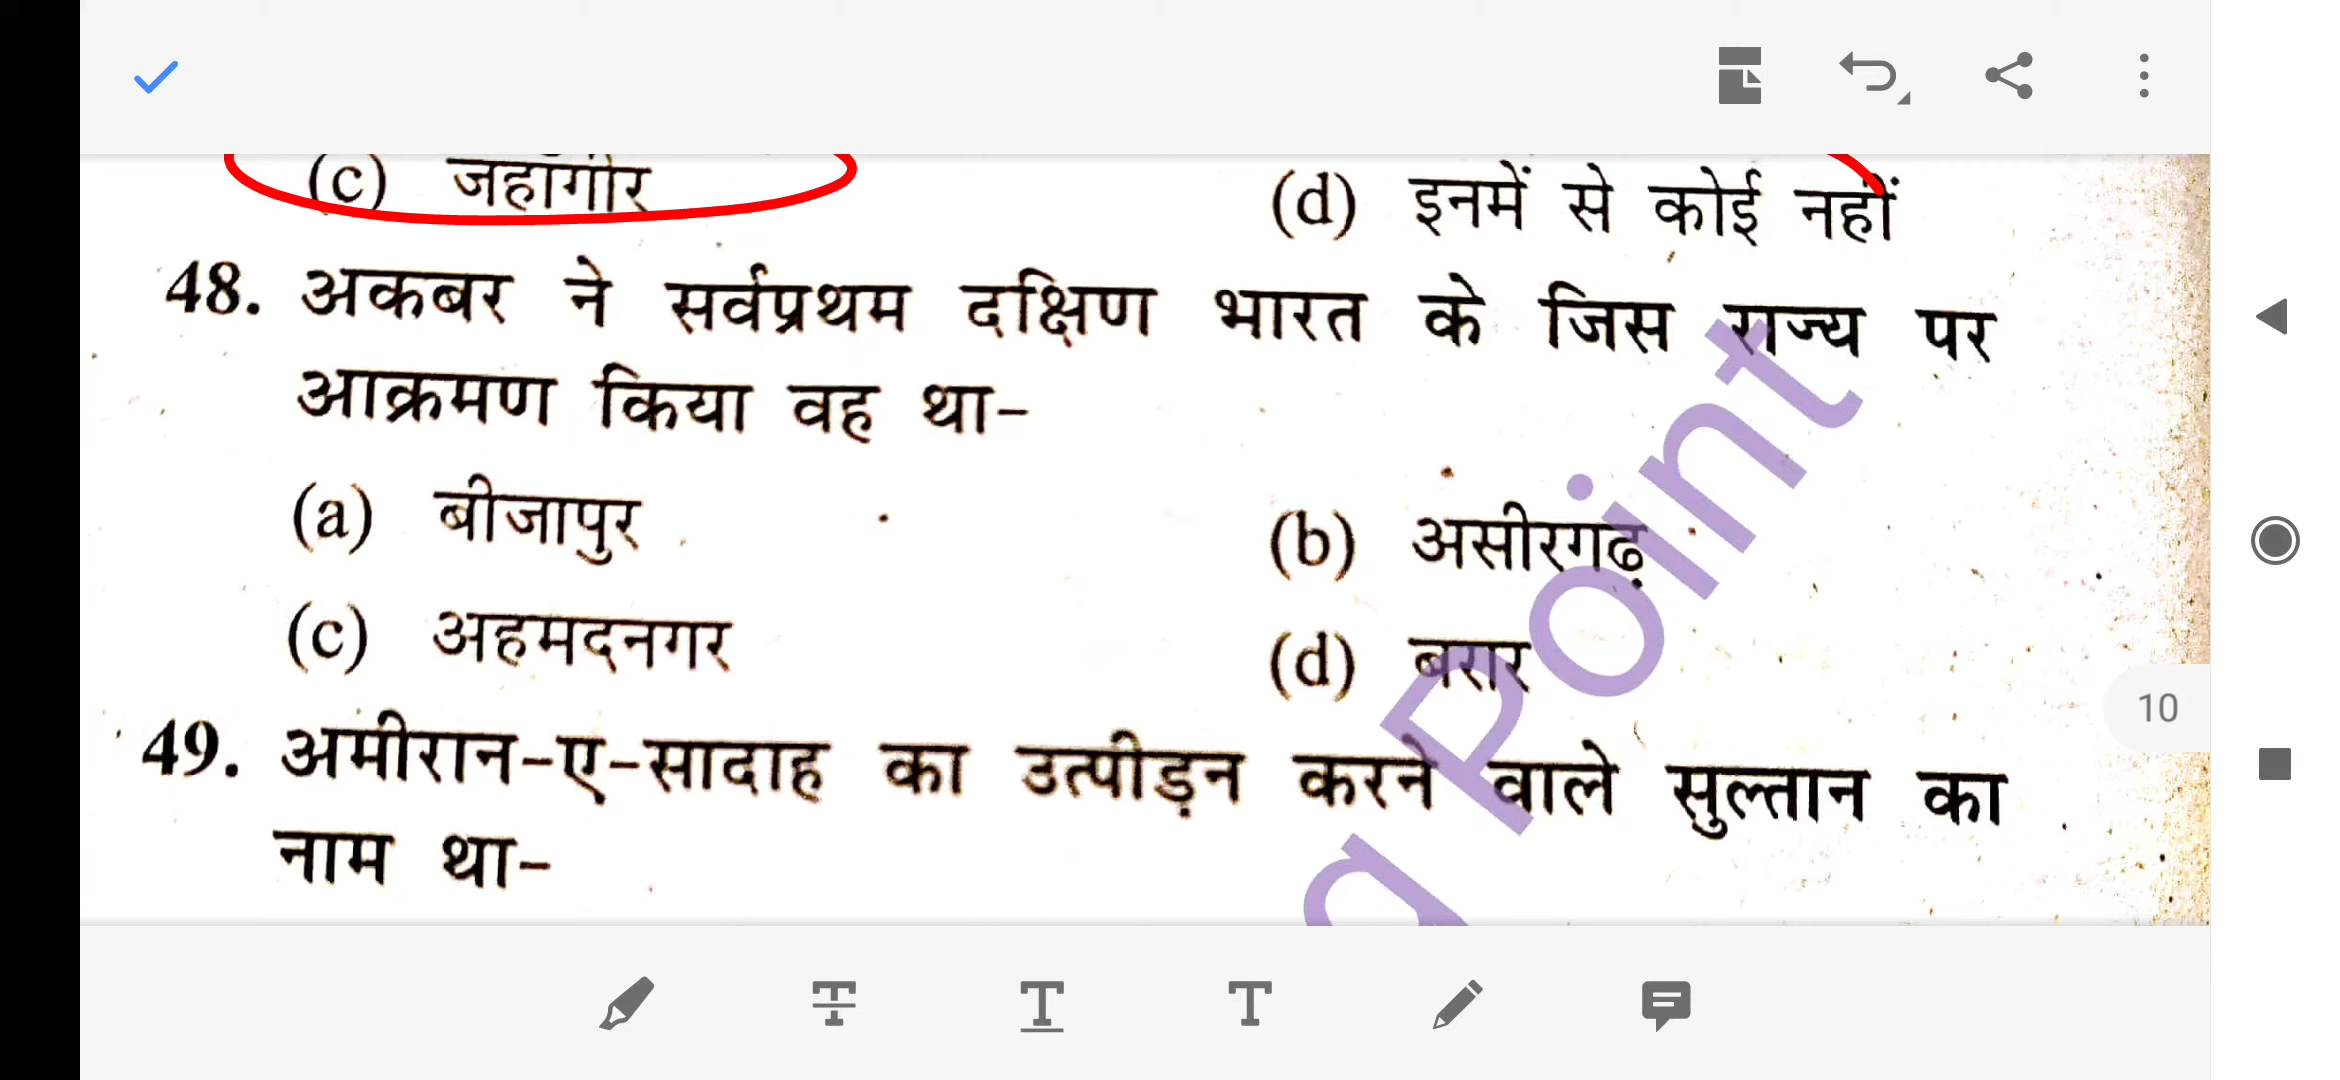 (c) जहाँगीर
(d) इनमें से कोई नहीं
48. अकबर ने सर्वप्रथम दक्षिण भारत के जिस राज्य पर
आक्रमण किया वह था-
(a) बीजापुर
(b) असीरगढ़
(c) अहमदनगर
(d) बरार
49. अमीरान-ए-सादाह का उत्पीड़न करने वाले सुल्तान का
नाम था-
g Point
10